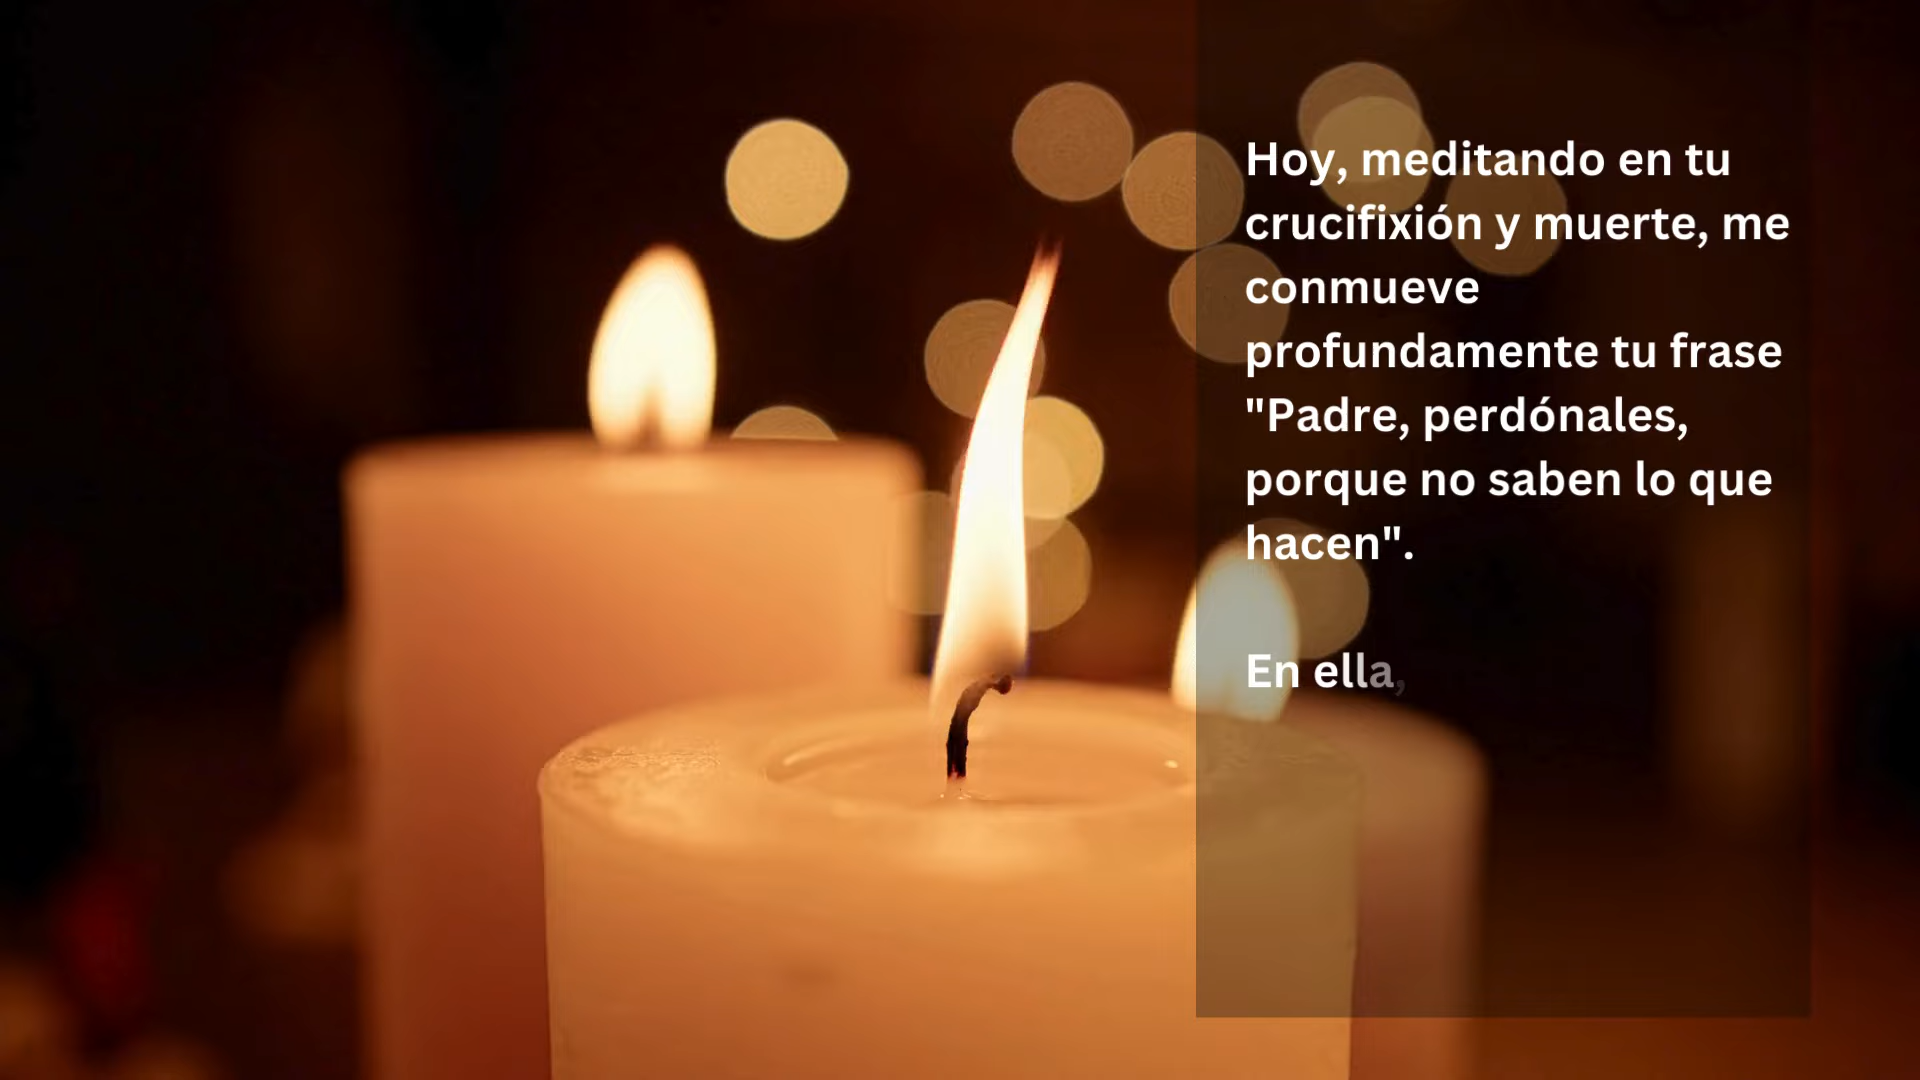 Hoy, meditando en tu
crucifixión y muerte, me
conmueve
profundamente tu frase
"Padre, perdónales,
porque no saben lo que
hacen".
En ella,